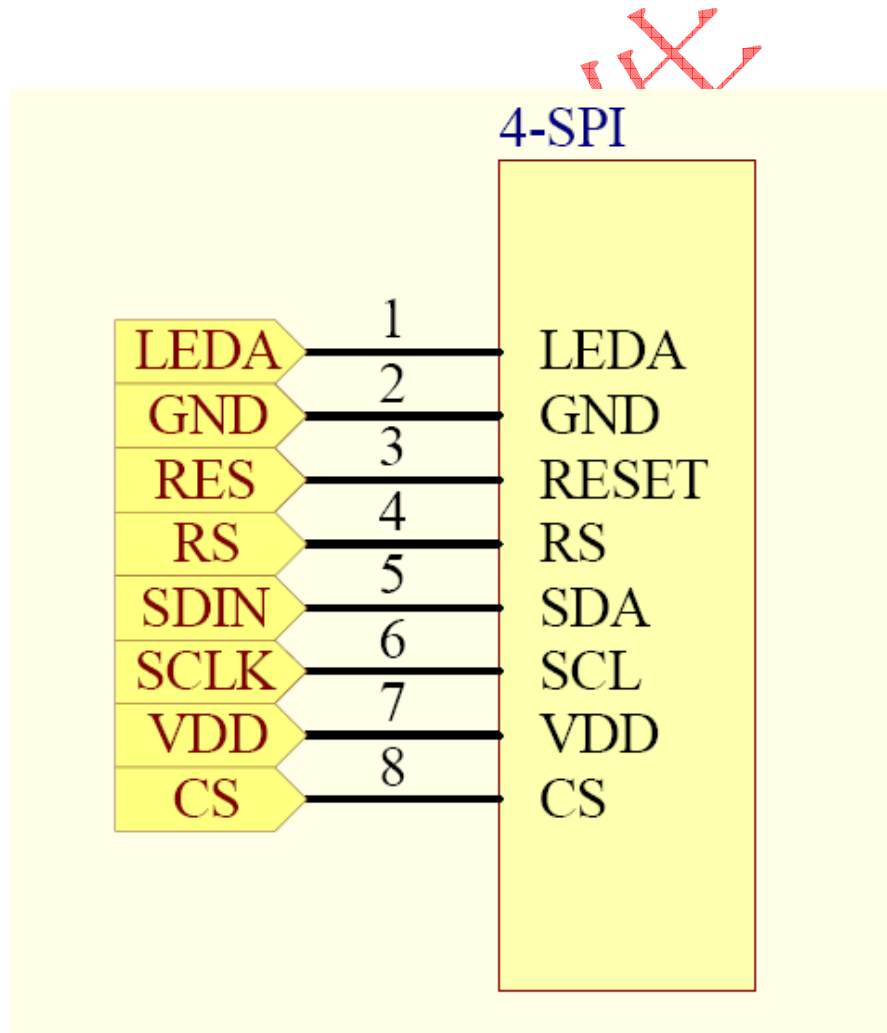 4-SPI
LEDA 1 LEDA
GND 2 GND
RES 3 RESET
RS 4 RS
SDIN 5 SDA
SCLK 6 SCL
VDD 7 VDD
CS 8 CS